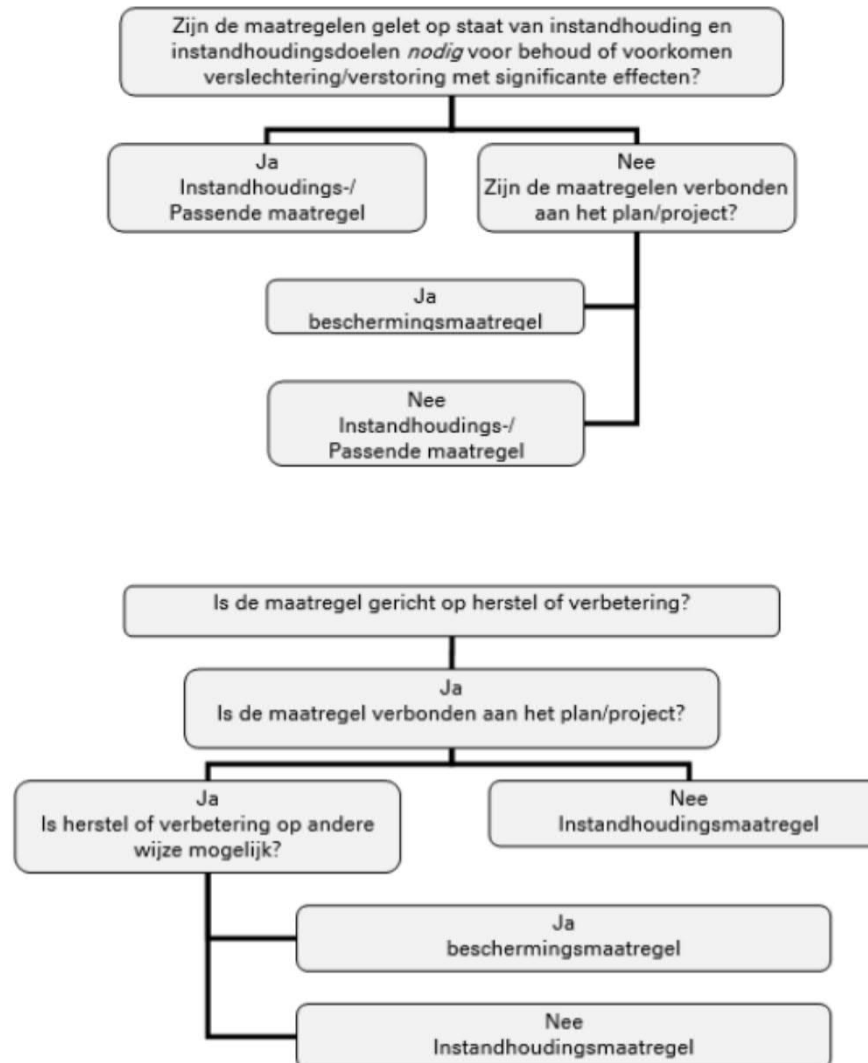 Zijn de maatregelen gelet op staat van instandhouding en
instandhoudingsdoelen nodig voor behoud of voorkomen
verslechtering/verstoring met significante effecten?
Ja
Instandhoudings-/
Passende maatregel
Nee
Zijn de maatregelen verbonden
aan het plan/project?
Ja
beschermingsmaatregel
Nee
Instandhoudings-/
Passende maatregel
Is de maatregel gericht op herstel of verbetering?
Ja
Is de maatregel verbonden aan het plan/project?
Ja
Is herstel of verbetering op andere
wijze mogelijk?
Nee
Instandhoudingsmaatregel
Ja
beschermingsmaatregel
Nee
Instandhoudingsmaatregel